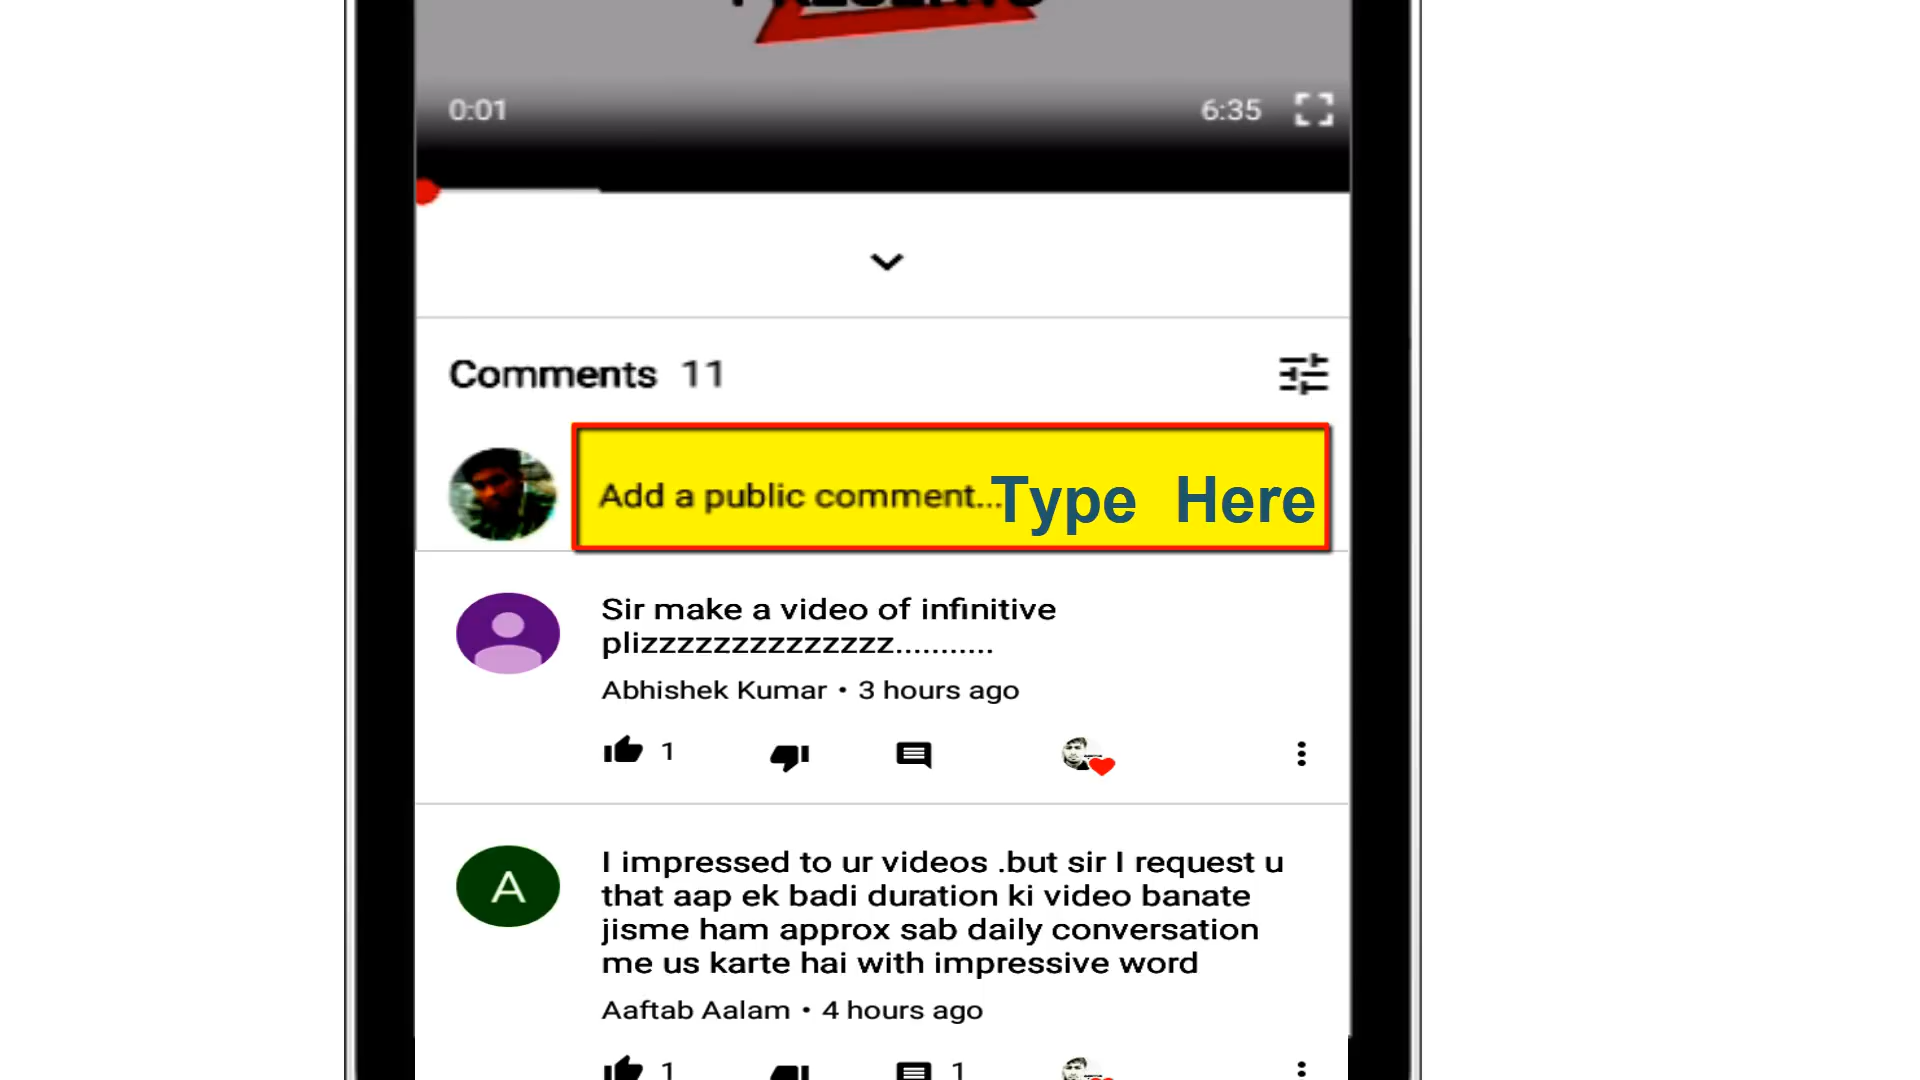 PRESENTS
0:01 6:35
Comments 11
Add a public comment... Type Here
Sir make a video of infinitive
plizzzzzzzzzzzzzz...........
Abhishek Kumar • 3 hours ago
1
A
I impressed to ur videos .but sir I request u
that aap ek badi duration ki video banate
jisme ham approx sab daily conversation
me us karte hai with impressive word
Aaftab Aalam • 4 hours ago
1 1